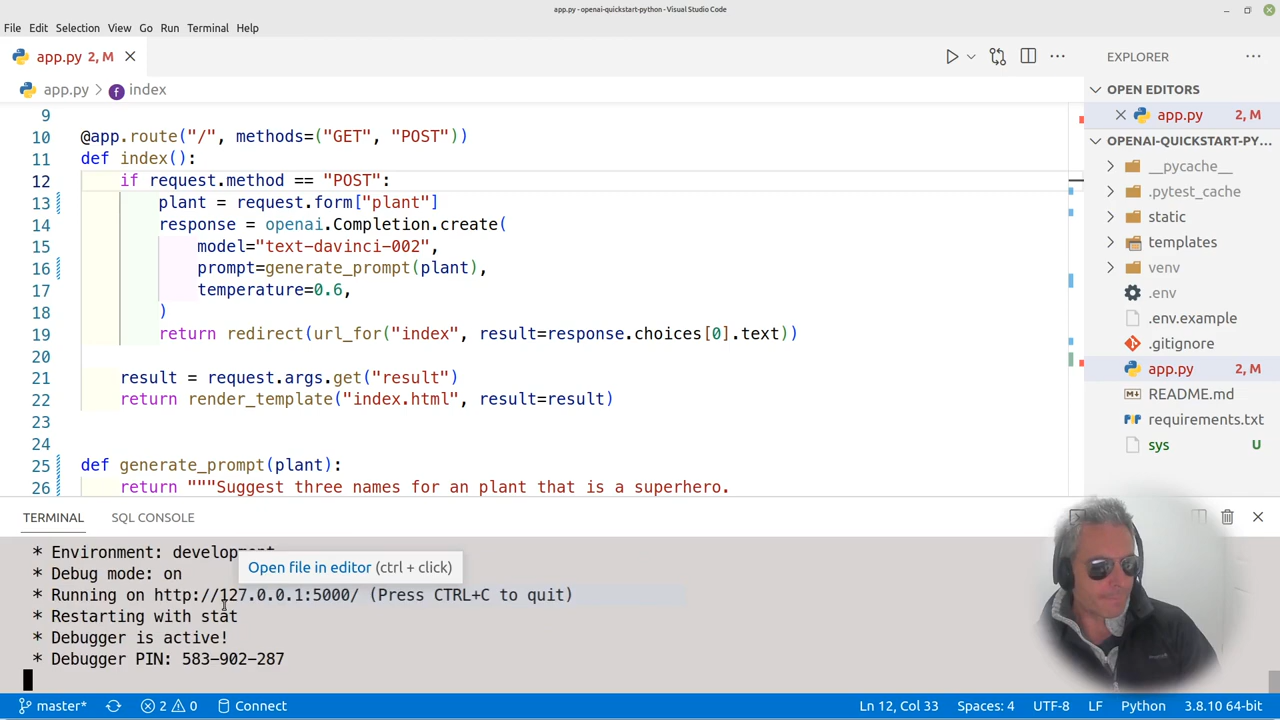 app.py - openai-quickstart-python - Visual Studio Code
File Edit Selection View Go Run Terminal Help
app.py 2, M
app.py > index
9
10 @app.route("/", methods=("GET", "POST"))
11 def index():
12 if request.method == "POST":
13 plant = request.form["plant"]
14 response = openai.Completion.create(
15 model="text-davinci-002",
16 prompt=generate_prompt(plant),
17 temperature=0.6,
18 )
19 return redirect(url_for("index", result=response.choices[0].text))
20
21 result = request.args.get("result")
22 return render_template("index.html", result=result)
23
24
25 def generate_prompt(plant):
26 return """Suggest three names for an plant that is a superhero.
EXPLORER
OPEN EDITORS
app.py 2, M
OPENAI-QUICKSTART-PY...
__pycache__
.pytest_cache
static
templates
venv
.env
.env.example
.gitignore
app.py 2, M
README.md
requirements.txt
sys U
TERMINAL SQL CONSOLE
* Environment: development
Open file in editor (ctrl + click)
* Debug mode: on
* Running on http://127.0.0.1:5000/ (Press CTRL+C to quit)
* Restarting with stat
* Debugger is active!
* Debugger PIN: 583-902-287
master* 2 0 Connect Ln 12, Col 33 Spaces: 4 UTF-8 LF Python 3.8.10 64-bit